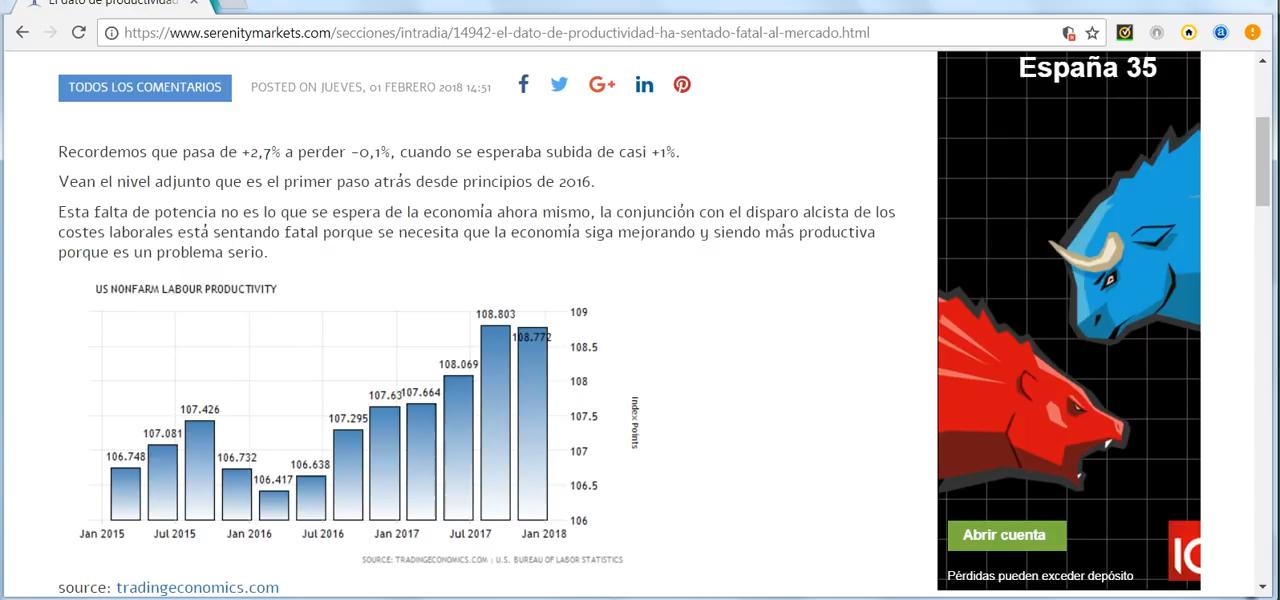 El dato de productividad
https://www.serenitymarkets.com/secciones/intradia/14942-el-dato-de-productividad-ha-sentado-fatal-al-mercado.html
TODOS LOS COMENTARIOS
POSTED ON JUEVES, 01 FEBRERO 2018 14:51
f
G+
in
España 35
Recordemos que pasa de +2,7% a perder -0,1%, cuando se esperaba subida de casi +1%.
Vean el nivel adjunto que es el primer paso atrás desde principios de 2016.
Esta falta de potencia no es lo que se espera de la economía ahora mismo, la conjunción con el disparo alcista de los
costes laborales está sentando fatal porque se necesita que la economía siga mejorando y siendo más productiva
porque es un problema serio.
US NONFARM LABOUR PRODUCTIVITY
106.748
107.081
107.426
106.732
106.417
106.638
107.295
107.63
107.664
108.069
108.803
108.772
109
108.5
108
107.5
107
106.5
106
Index Points
Jan 2015 Jul 2015 Jan 2016 Jul 2016 Jan 2017 Jul 2017 Jan 2018
SOURCE: TRADINGECONOMICS.COM | U.S. BUREAU OF LABOR STATISTICS
source: tradingeconomics.com
Abrir cuenta
Pérdidas pueden exceder depósito